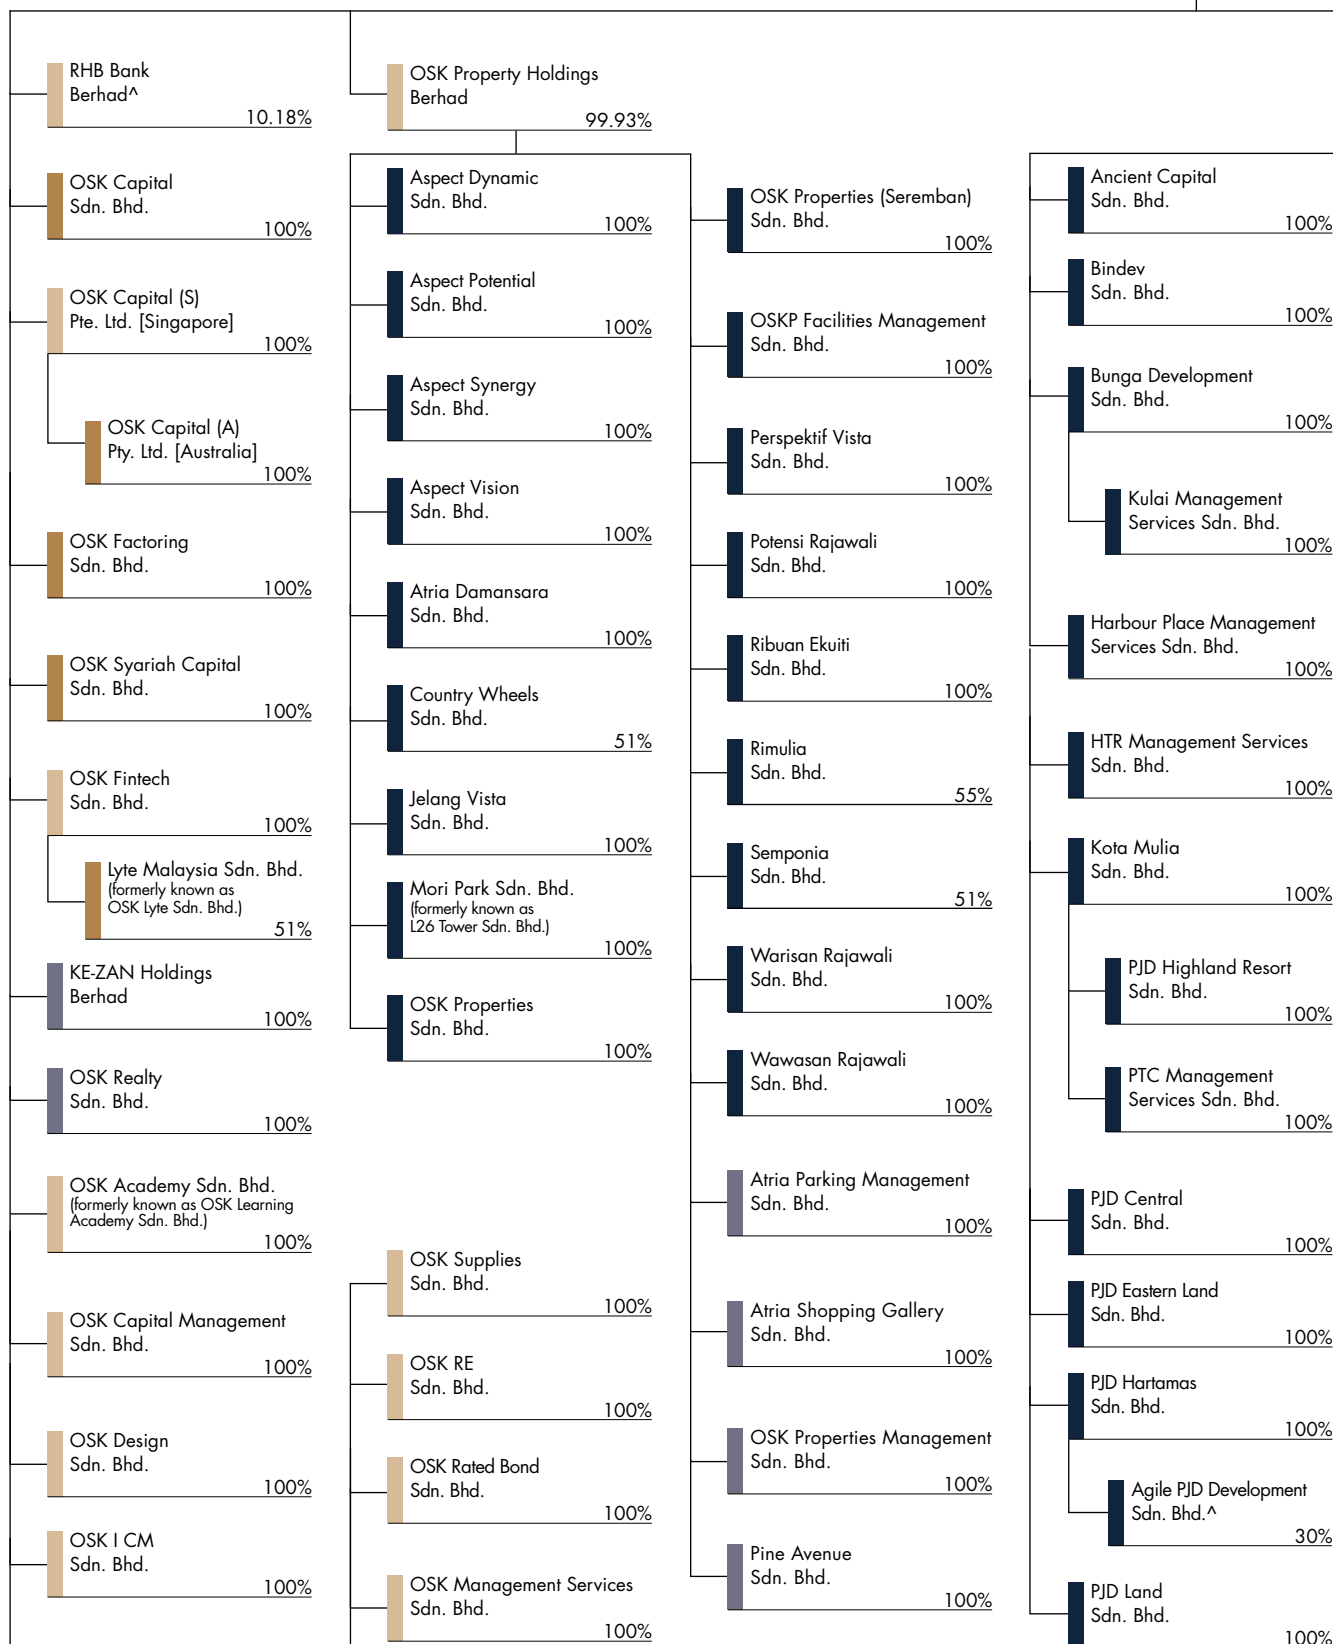 RHB Bank
Berhad^
10.18%
OSK Capital
Sdn. Bhd.
100%
OSK Capital (S)
Pte. Ltd. [Singapore]
100%
OSK Capital (A)
Pty. Ltd. [Australia]
100%
OSK Factoring
Sdn. Bhd.
100%
OSK Syariah Capital
Sdn. Bhd.
100%
OSK Fintech
Sdn. Bhd.
100%
Lyte Malaysia Sdn. Bhd.
(formerly known as
OSK Lyte Sdn. Bhd.)
51%
KE-ZAN Holdings
Berhad
100%
OSK Realty
Sdn. Bhd.
100%
OSK Academy Sdn. Bhd.
(formerly known as OSK Learning
Academy Sdn. Bhd.)
100%
OSK Capital Management
Sdn. Bhd.
100%
OSK Design
Sdn. Bhd.
100%
OSK I CM
Sdn. Bhd.
100%
OSK Property Holdings
Berhad
99.93%
Aspect Dynamic
Sdn. Bhd.
100%
Aspect Potential
Sdn. Bhd.
100%
Aspect Synergy
Sdn. Bhd.
100%
Aspect Vision
Sdn. Bhd.
100%
Atria Damansara
Sdn. Bhd.
100%
Country Wheels
Sdn. Bhd.
51%
Jelang Vista
Sdn. Bhd.
100%
Mori Park Sdn. Bhd.
(formerly known as
L26 Tower Sdn. Bhd.)
100%
OSK Properties
Sdn. Bhd.
100%
OSK Supplies
Sdn. Bhd.
100%
OSK RE
Sdn. Bhd.
100%
OSK Rated Bond
Sdn. Bhd.
100%
OSK Management Services
Sdn. Bhd.
100%
OSK Properties (Seremban)
Sdn. Bhd.
100%
OSKP Facilities Management
Sdn. Bhd.
100%
Perspektif Vista
Sdn. Bhd.
100%
Potensi Rajawali
Sdn. Bhd.
100%
Ribuan Ekuiti
Sdn. Bhd.
100%
Rimulia
Sdn. Bhd.
55%
Semponia
Sdn. Bhd.
51%
Warisan Rajawali
Sdn. Bhd.
100%
Wawasan Rajawali
Sdn. Bhd.
100%
Atria Parking Management
Sdn. Bhd.
100%
Atria Shopping Gallery
Sdn. Bhd.
100%
OSK Properties Management
Sdn. Bhd.
100%
Pine Avenue
Sdn. Bhd.
100%
Ancient Capital
Sdn. Bhd.
100%
Bindev
Sdn. Bhd.
100%
Bunga Development
Sdn. Bhd.
100%
Kulai Management
Services Sdn. Bhd.
100%
Harbour Place Management
Services Sdn. Bhd.
100%
HTR Management Services
Sdn. Bhd.
100%
Kota Mulia
Sdn. Bhd.
100%
PJD Highland Resort
Sdn. Bhd.
100%
PTC Management
Services Sdn. Bhd.
100%
PJD Central
Sdn. Bhd.
100%
PJD Eastern Land
Sdn. Bhd.
100%
PJD Hartamas
Sdn. Bhd.
100%
Agile PJD Development
Sdn. Bhd.^
30%
PJD Land
Sdn. Bhd.
100%